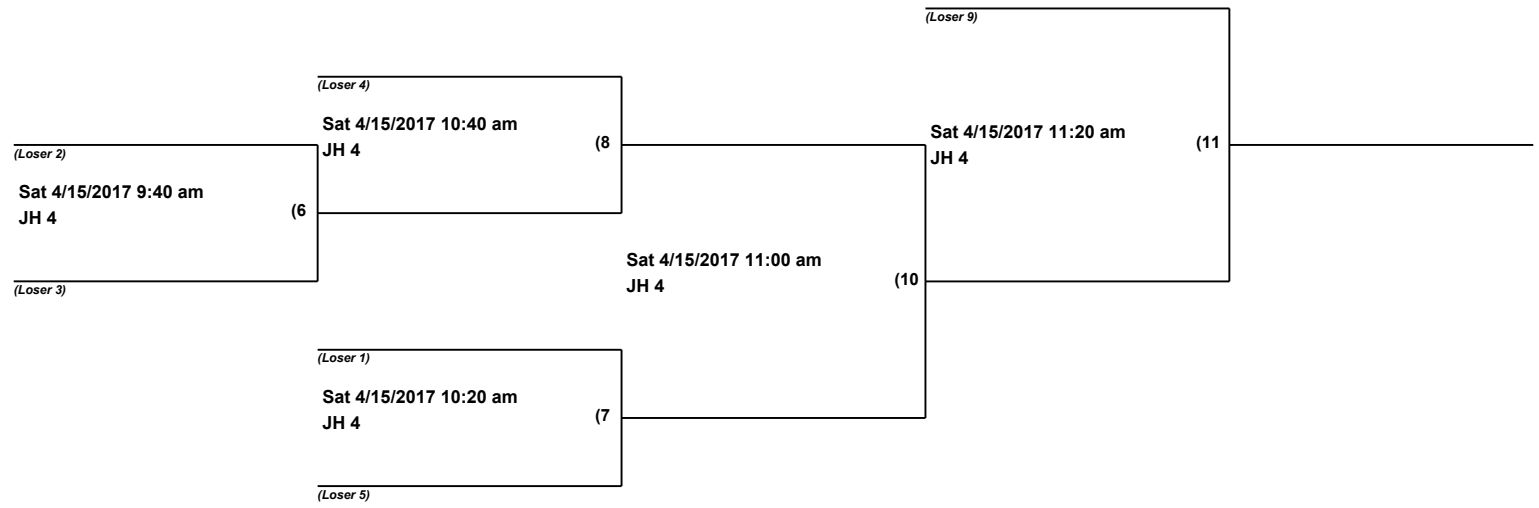 (Loser 9)
(Loser 4)
Sat 4/15/2017 10:40 am
JH 4
(8
Sat 4/15/2017 11:20 am
JH 4
(11
(Loser 2)
Sat 4/15/2017 9:40 am
JH 4
(6
Sat 4/15/2017 11:00 am
JH 4
(10
(Loser 3)
(Loser 1)
Sat 4/15/2017 10:20 am
JH 4
(7
(Loser 5)